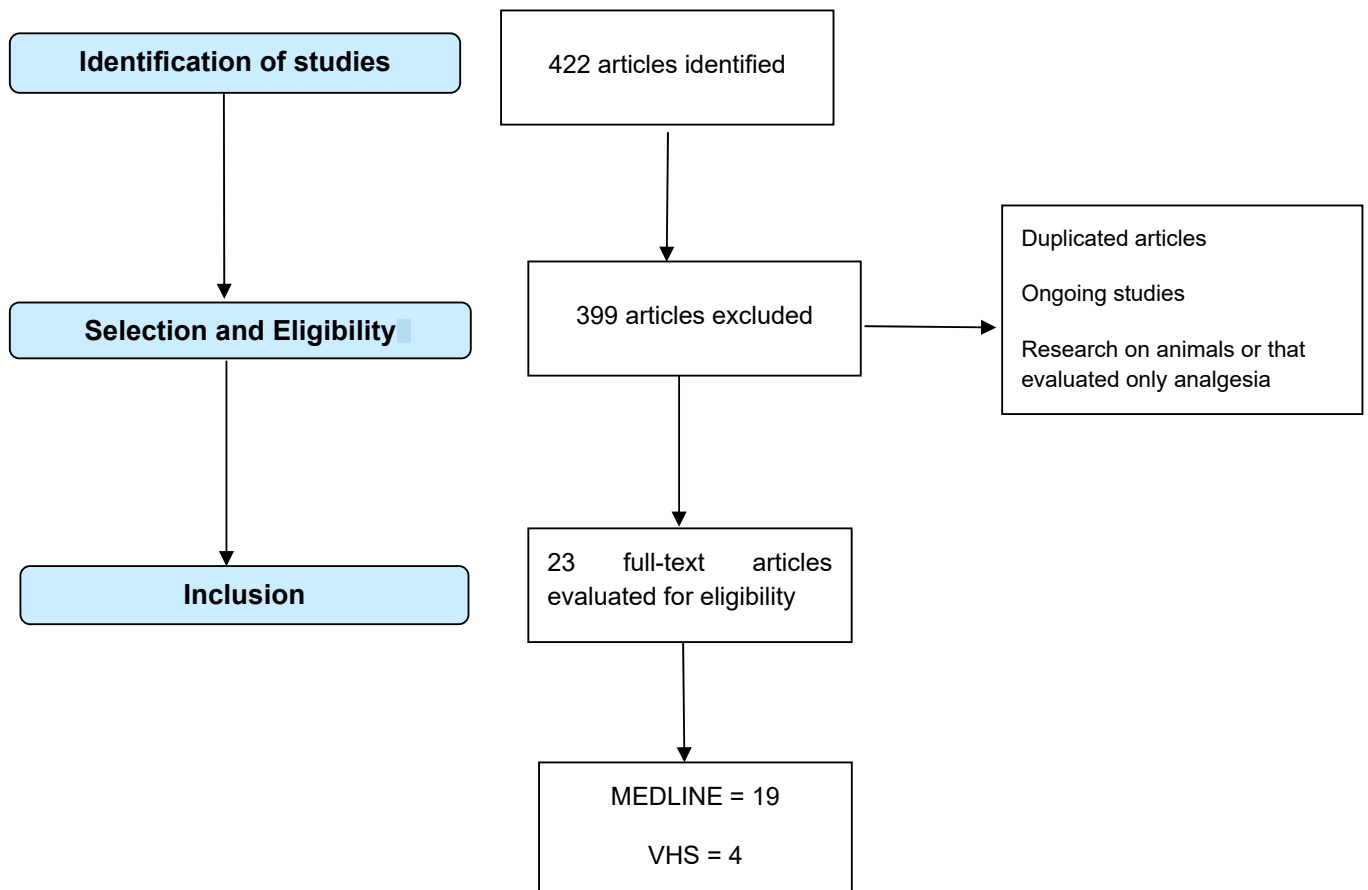 Identification of studies
422 articles identified
Duplicated articles
Ongoing studies
Research on animals or that
evaluated only analgesia
Selection and Eligibility
399 articles excluded
23 full-text articles
evaluated for eligibility
Inclusion
MEDLINE = 19
VHS = 4